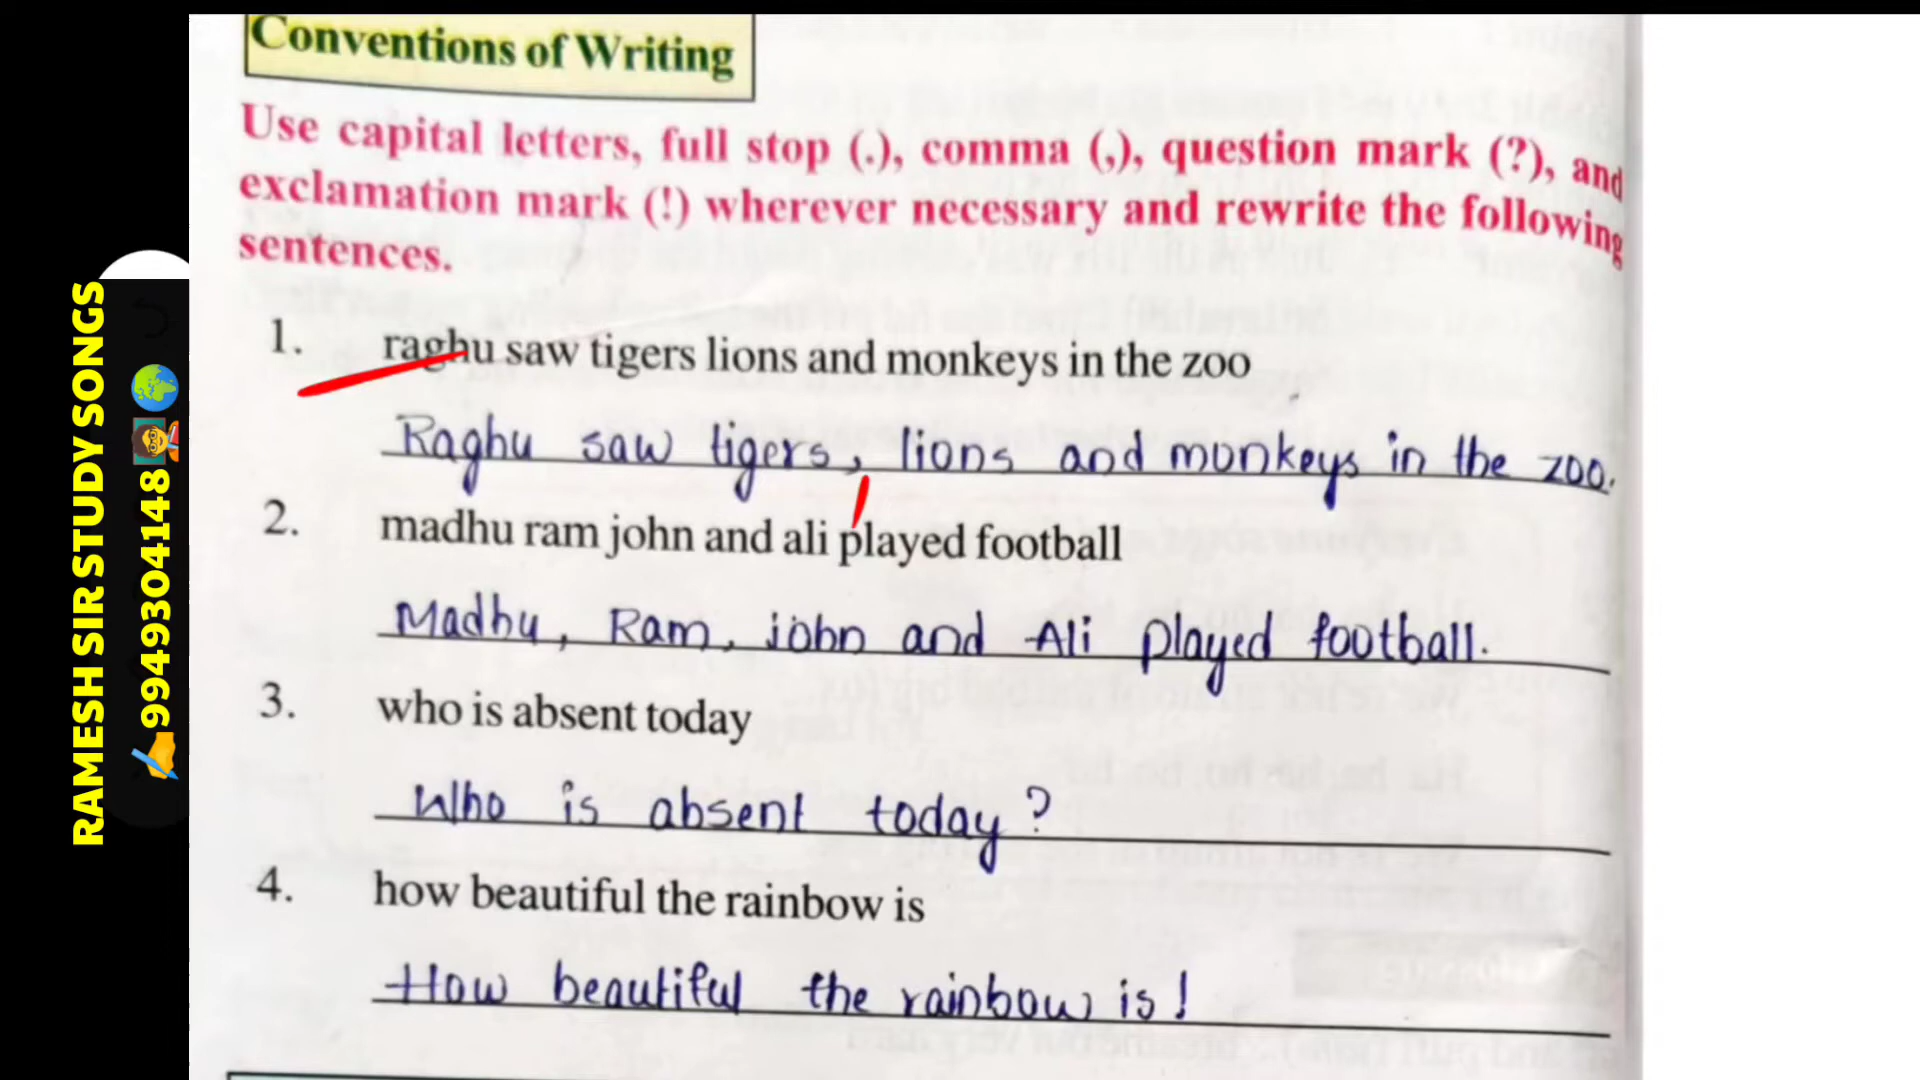 Conventions of Writing
Use capital letters, full stop (.), comma (,), question mark (?), and
exclamation mark (!) wherever necessary and rewrite the following
sentences.
1. raghu saw tigers lions and monkeys in the zoo
Raghu saw tigers, lions and monkeys in the zoo.
2. madhu ram john and ali played football
Madhu, Ram, john and Ali played football.
3. who is absent today
Who is absent today?
4. how beautiful the rainbow is
How beautiful the rainbow is!
RAMESH SIR STUDY SONGS
✍9949304148👨‍🏫🌍